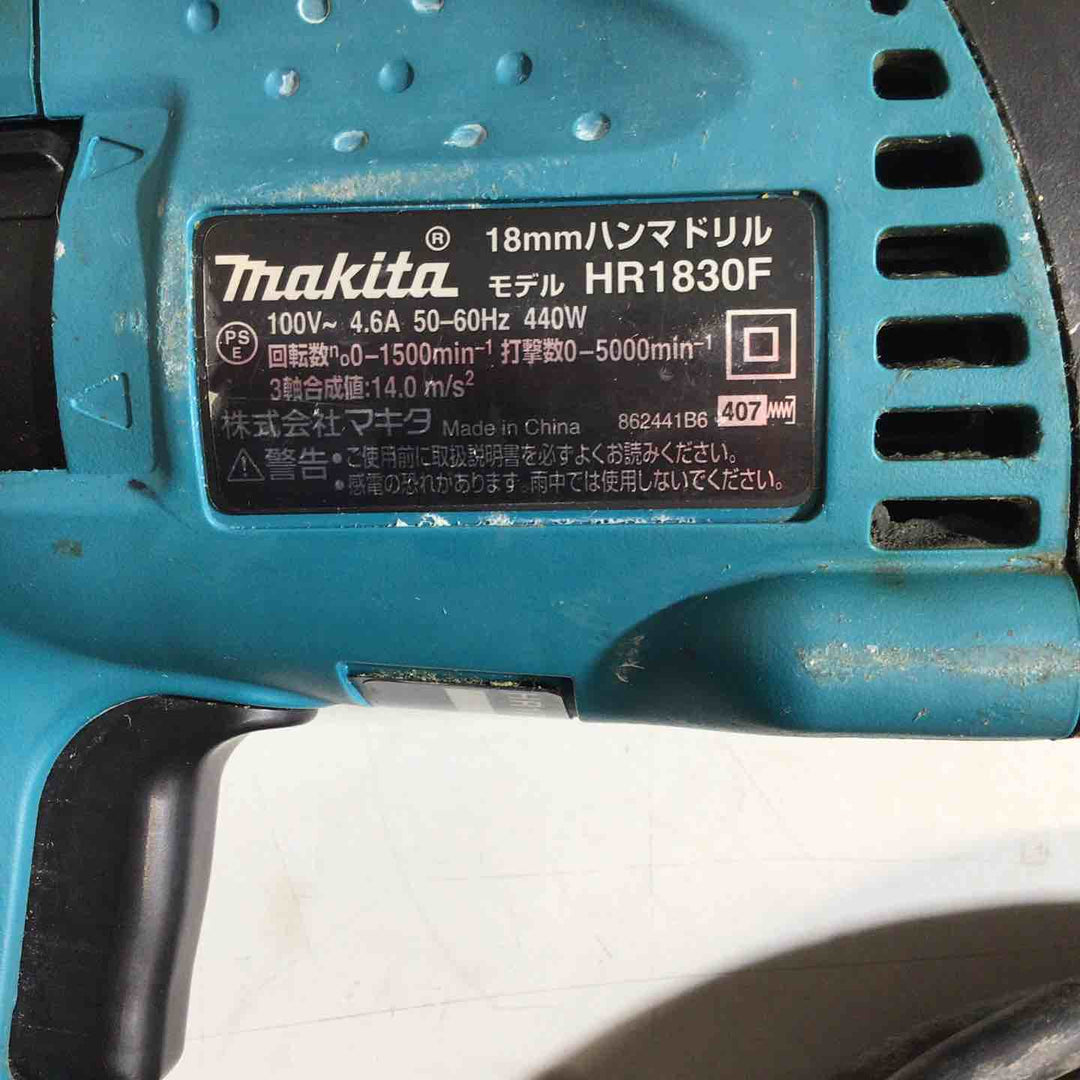 makita® 18mmハンマドリル
モデル HR1830F
PS E
100V~ 4.6A 50-60Hz 440W
回転数n₀0-1500min⁻¹ 打撃数0-5000min⁻¹
3軸合成値:14.0 m/s²
株式会社マキタ Made in China 862441B6 407
警告•ご使用前に取扱説明書を必ずよくお読みください。
•感電の恐れがあります。雨中では使用しないでください。
HR